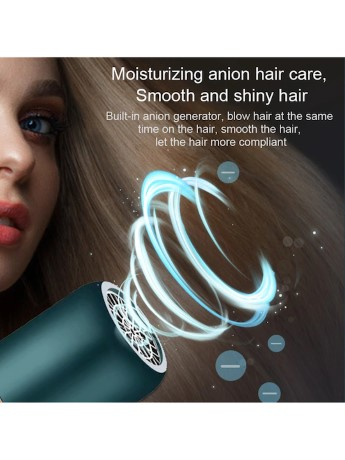 Moisturizing anion hair care,
Smooth and shiny hair
Built-in anion generator, blow hair at the same
time on the hair, smooth the hair,
let the hair more compliant